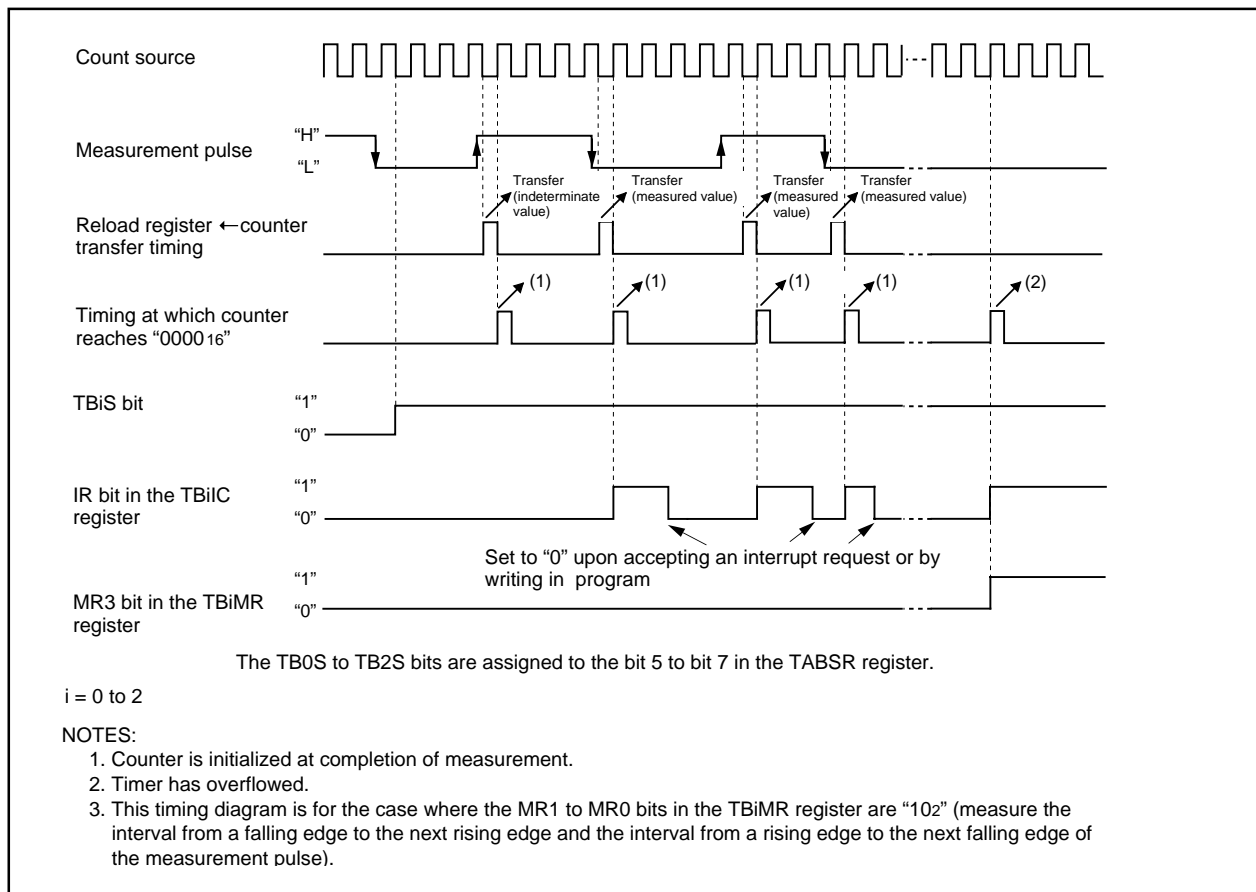 Count source
Measurement pulse
“H”
“L”
Transfer
(indeterminate
value)
Transfer
(measured value)
Transfer
(measured
value)
Transfer
(measured value)
Reload register ←counter
transfer timing
(1)
(1)
(1)
(1)
(2)
Timing at which counter
reaches “000016”
TBiS bit
“1”
“0”
IR bit in the TBiIC
register
“1”
“0”
Set to “0” upon accepting an interrupt request or by
writing in program
MR3 bit in the TBiMR
register
“1”
“0”
The TB0S to TB2S bits are assigned to the bit 5 to bit 7 in the TABSR register.
i = 0 to 2
NOTES:
1. Counter is initialized at completion of measurement.
2. Timer has overflowed.
3. This timing diagram is for the case where the MR1 to MR0 bits in the TBiMR register are “102” (measure the
interval from a falling edge to the next rising edge and the interval from a rising edge to the next falling edge of
the measurement pulse).